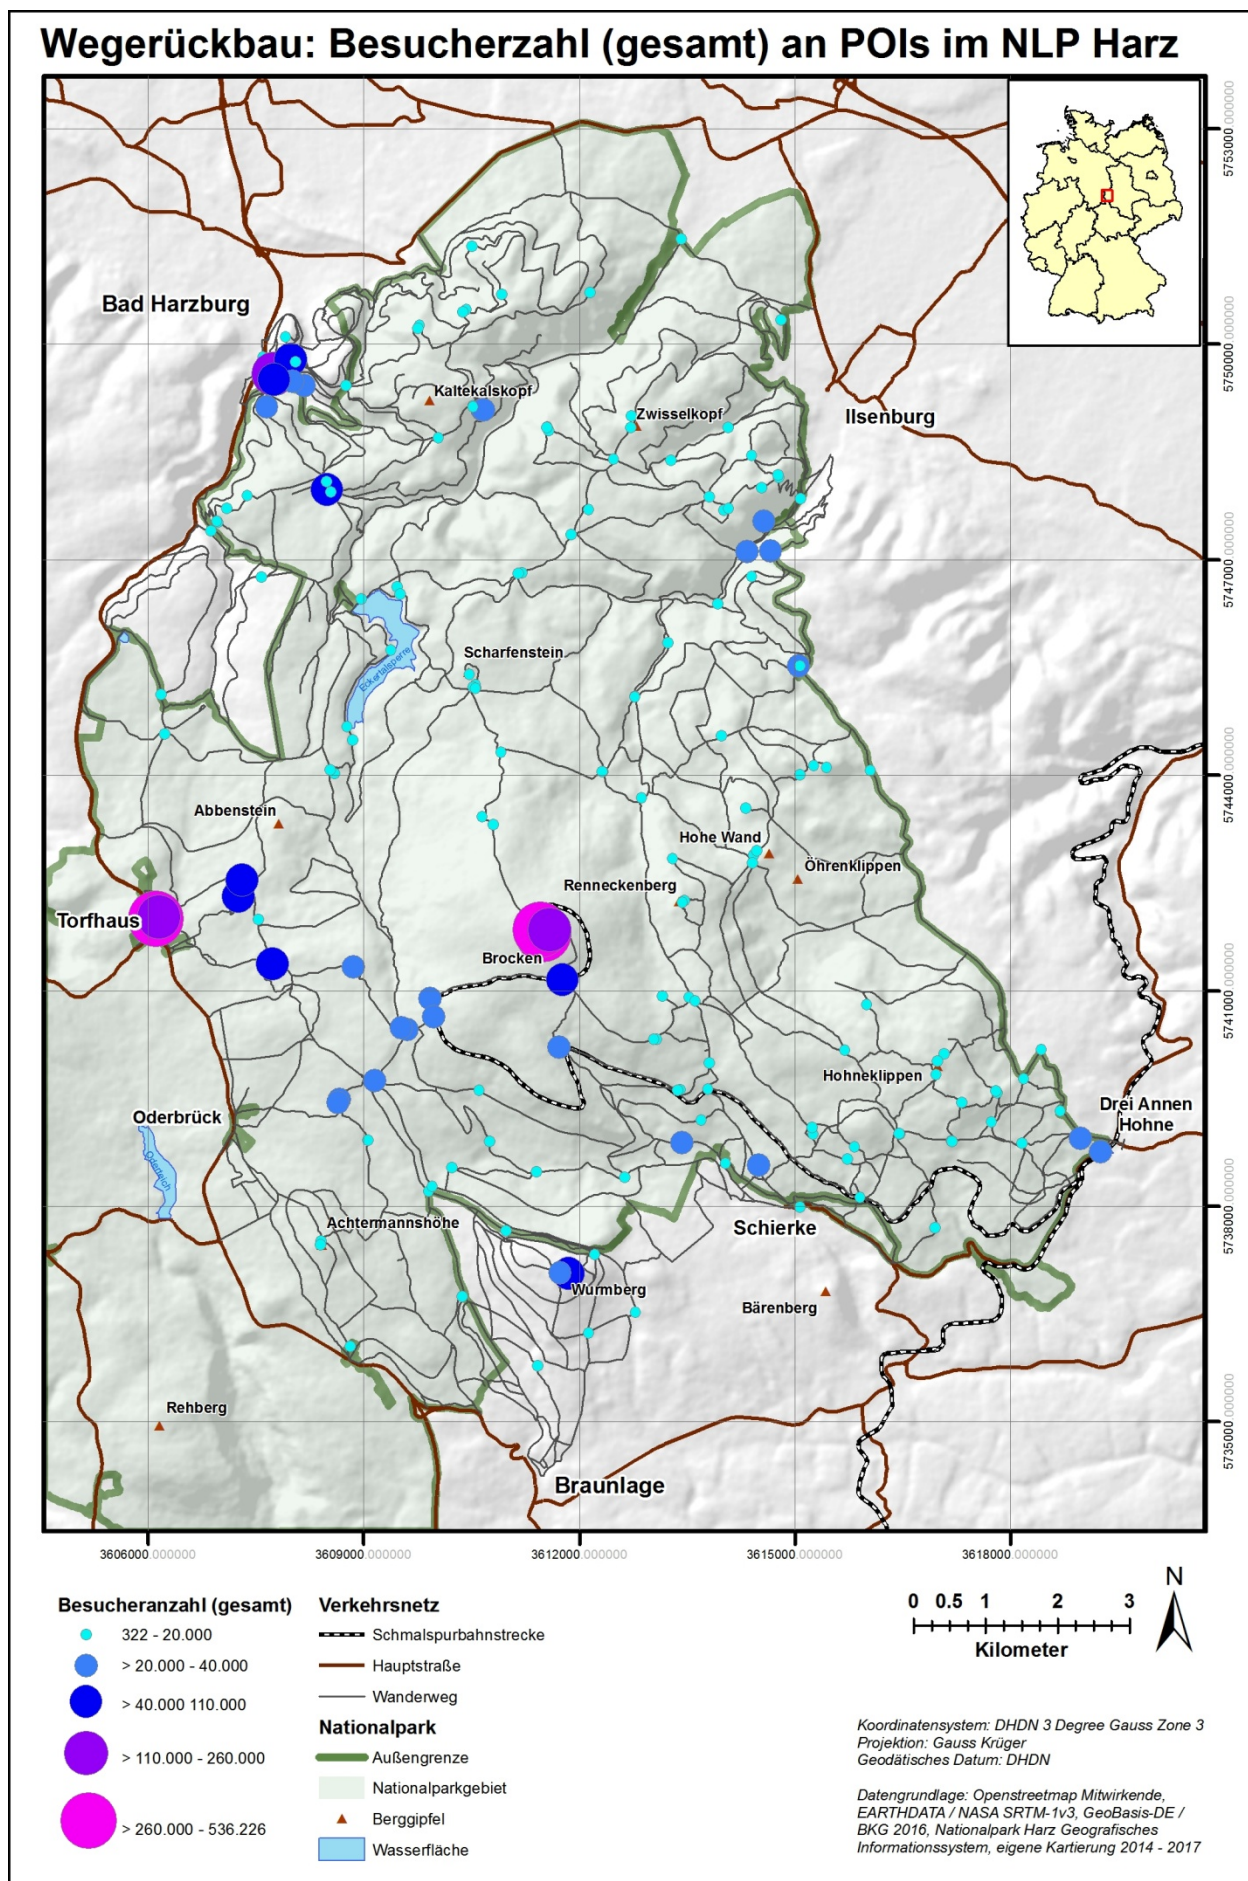 Wegerückbau: Besucherzahl (gesamt) an POIs im NLP Harz
5753000.000000
Bad Harzburg
5750000.000000
Kaltekalskopf
Zwisselkopf
Ilsenburg
5747000.000000
Scharfenstein
Eckertalsperre
5744000.000000
Abbenstein
Hohe Wand
Öhrenklippen
Renneckenberg
Torfhaus
Brocken
5741000.000000
Hohneklippen
Drei Annen
Hohne
Oderbrück
Oderteich
5738000.000000
Achtermannshöhe
Schierke
Wurmberg
Bärenberg
5735000.000000
Rehberg
Braunlage
3606000.000000 3609000.000000 3612000.000000 3615000.000000 3618000.000000
Besucheranzahl (gesamt)
322 - 20.000
> 20.000 - 40.000
> 40.000 110.000
> 110.000 - 260.000
> 260.000 - 536.226
Verkehrsnetz
Schmalspurbahnstrecke
Hauptstraße
Wanderweg
Nationalpark
Außengrenze
Nationalparkgebiet
Berggipfel
Wasserfläche
0 0.5 1 2 3
Kilometer
N
Koordinatensystem: DHDN 3 Degree Gauss Zone 3
Projektion: Gauss Krüger
Geodätisches Datum: DHDN
Datengrundlage: Openstreetmap Mitwirkende,
EARTHDATA / NASA SRTM-1v3, GeoBasis-DE /
BKG 2016, Nationalpark Harz Geografisches
Informationssystem, eigene Kartierung 2014 - 2017